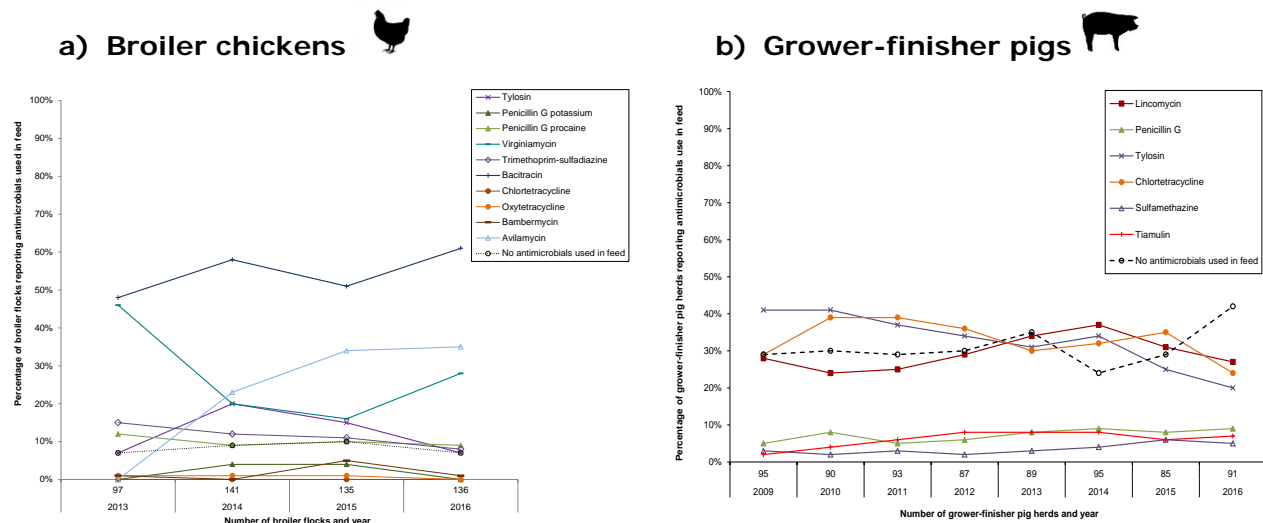 a) Broiler chickens
Percentage of broiler flocks reporting antimicrobials used in feed
100%
90%
80%
70%
60%
50%
40%
30%
20%
10%
0%
Tylosin
Penicillin G potassium
Penicillin G procaine
Virginiamycin
Trimethoprim-sulfadiazine
Bacitracin
Chlortetracycline
Oxytetracycline
Bambermycin
Avilamycin
No antimicrobials used in feed
97 141 135 136
2013 2014 2015 2016
Number of broiler flocks and year
b) Grower-finisher pigs
Percentage of grower-finisher pig herds reporting antimicrobials use in feed
100%
90%
80%
70%
60%
50%
40%
30%
20%
10%
0%
Lincomycin
Penicillin G
Tylosin
Chlortetracycline
Sulfamethazine
Tiamulin
No antimicrobials used in feed
95 90 93 87 89 95 85 91
2009 2010 2011 2012 2013 2014 2015 2016
Number of grower-finisher pig herds and year